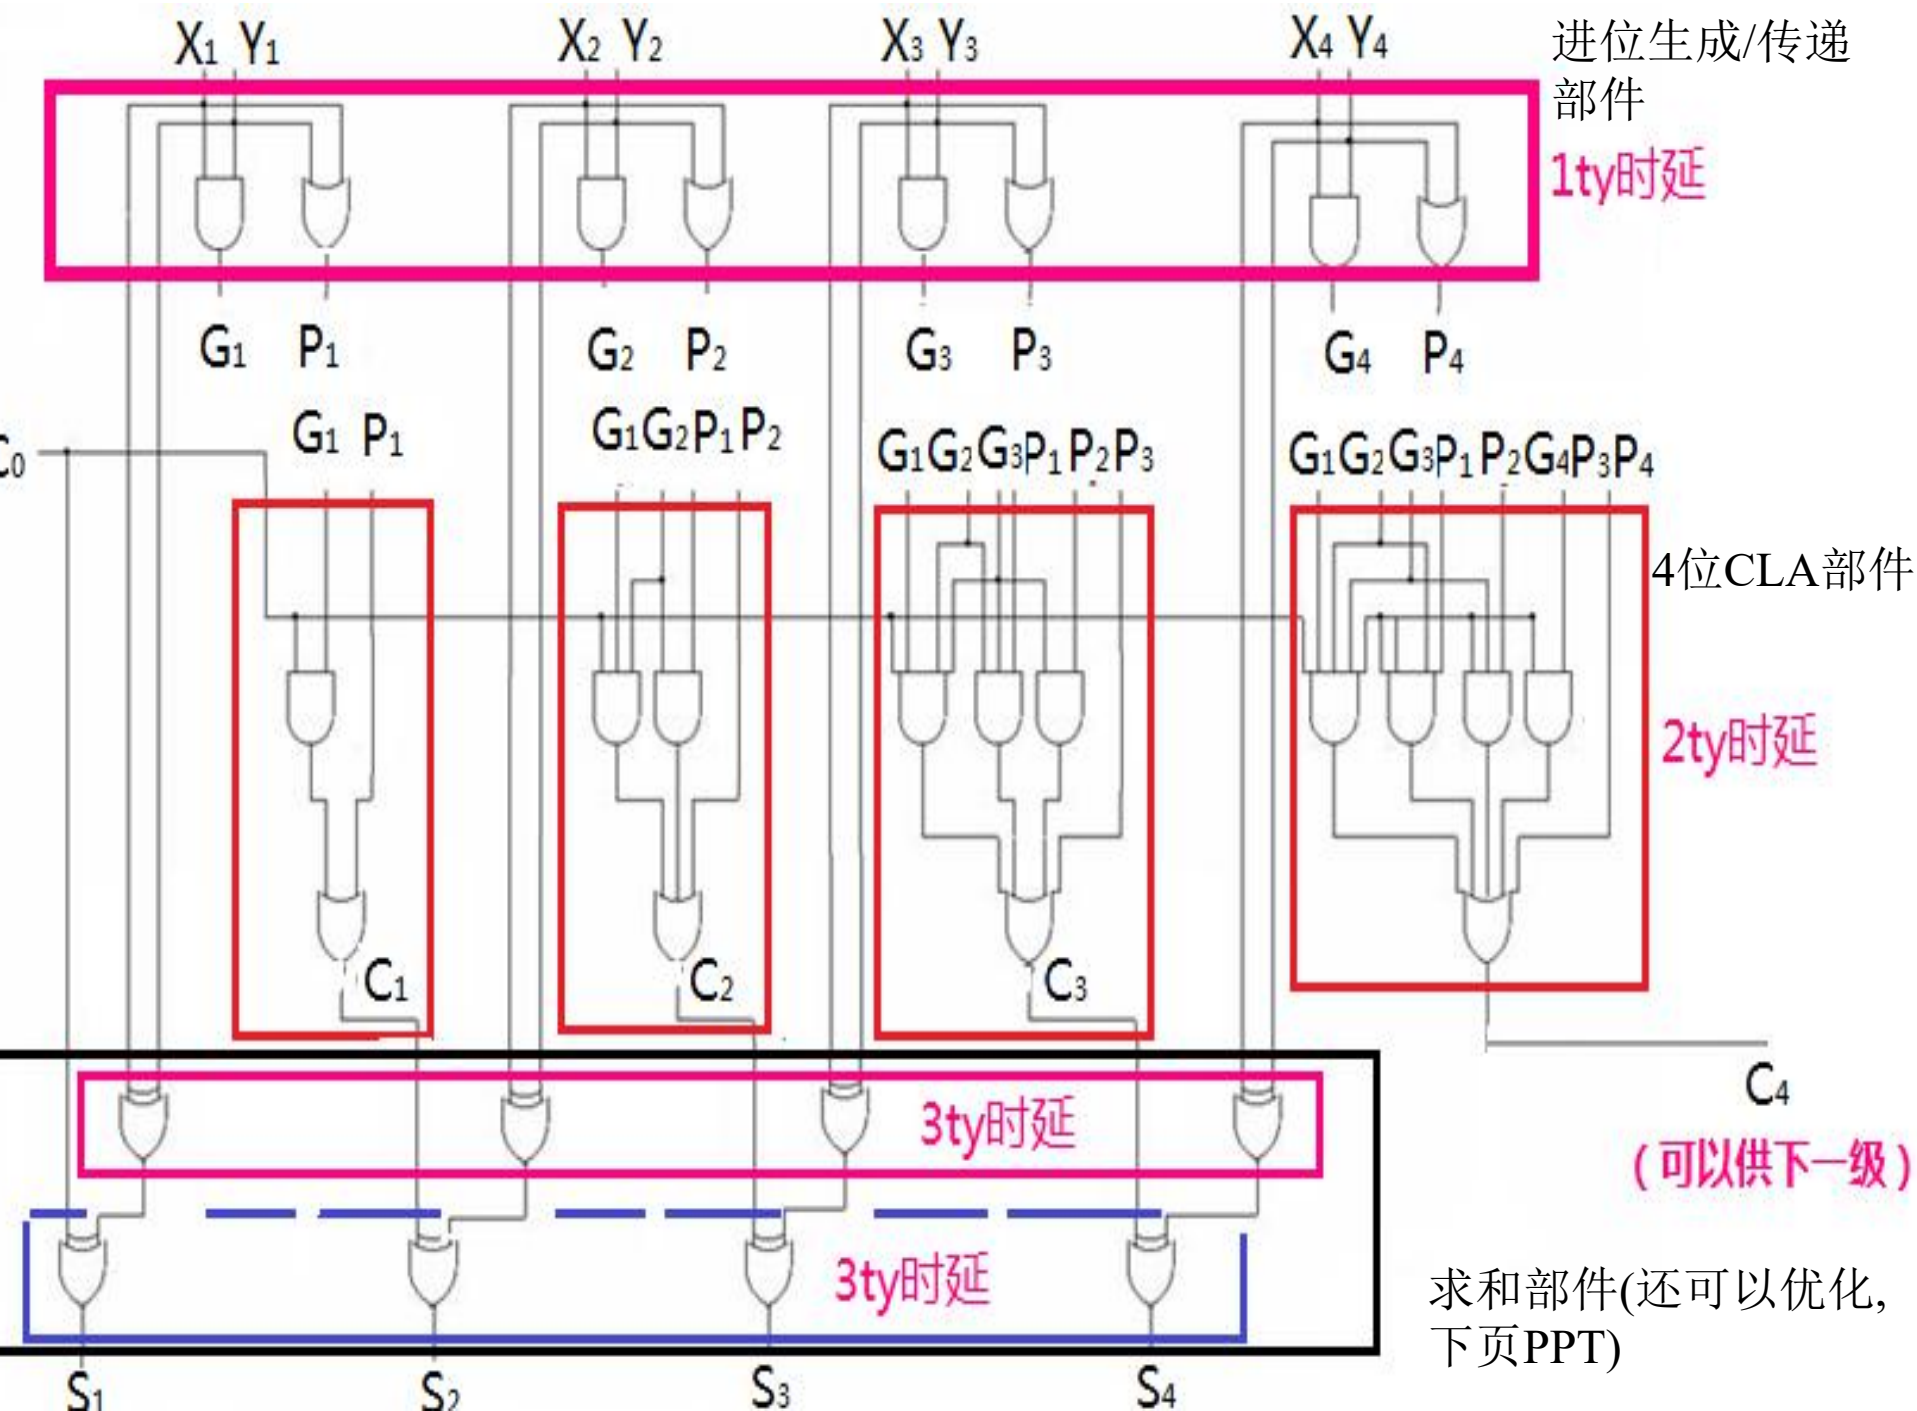 X1 Y1 X2 Y2 X3 Y3 X4 Y4
进位生成/传递
部件
1ty时延
G1 P1 G2 P2 G3 P3 G4 P4
C0
G1 P1
G1G2P1P2
G1G2G3P1P2P3
G1G2G3P1P2G4P3P4
4位CLA部件
2ty时延
C1 C2 C3
C4
3ty时延
(可以供下一级)
3ty时延
求和部件(还可以优化,
下页PPT)
S1 S2 S3 S4